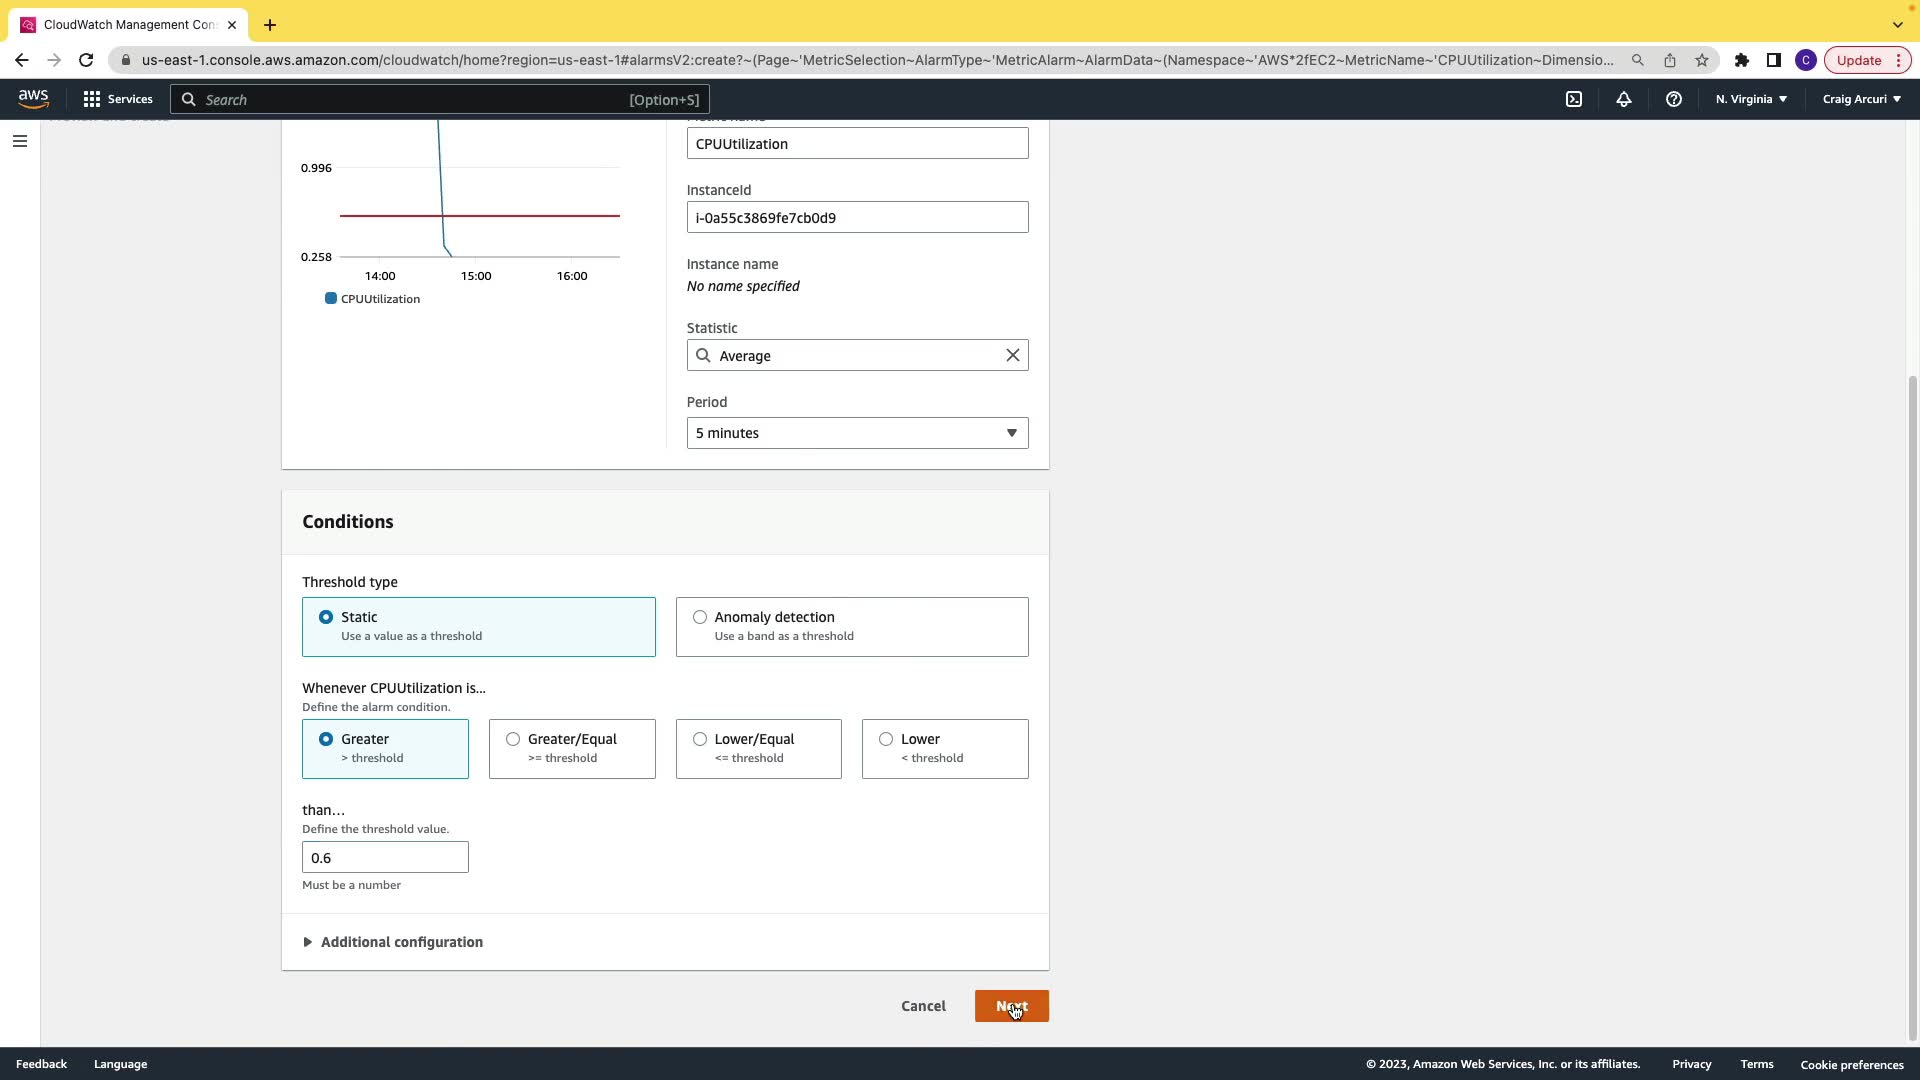 CloudWatch Management Con
us-east-1.console.aws.amazon.com/cloudwatch/home?region=us-east-1#alarmsV2:create?~(Page~'MetricSelection~AlarmType~'MetricAlarm~AlarmData~(Namespace~'AWS*2fEC2~MetricName~'CPUUtilization~Dimensio...
Update
aws
Services
Search
[Option+S]
N. Virginia
Craig Arcuri
CPUUtilization
0.996
InstanceId
i-0a55c3869fe7cb0d9
0.258
14:00
15:00
16:00
CPUUtilization
Instance name
No name specified
Statistic
Average
Period
5 minutes
Conditions
Threshold type
Static
Use a value as a threshold
Anomaly detection
Use a band as a threshold
Whenever CPUUtilization is...
Define the alarm condition.
Greater
> threshold
Greater/Equal
>= threshold
Lower/Equal
<= threshold
Lower
< threshold
than...
Define the threshold value.
0.6
Must be a number
Additional configuration
Cancel
Next
Feedback
Language
© 2023, Amazon Web Services, Inc. or its affiliates.
Privacy
Terms
Cookie preferences
C